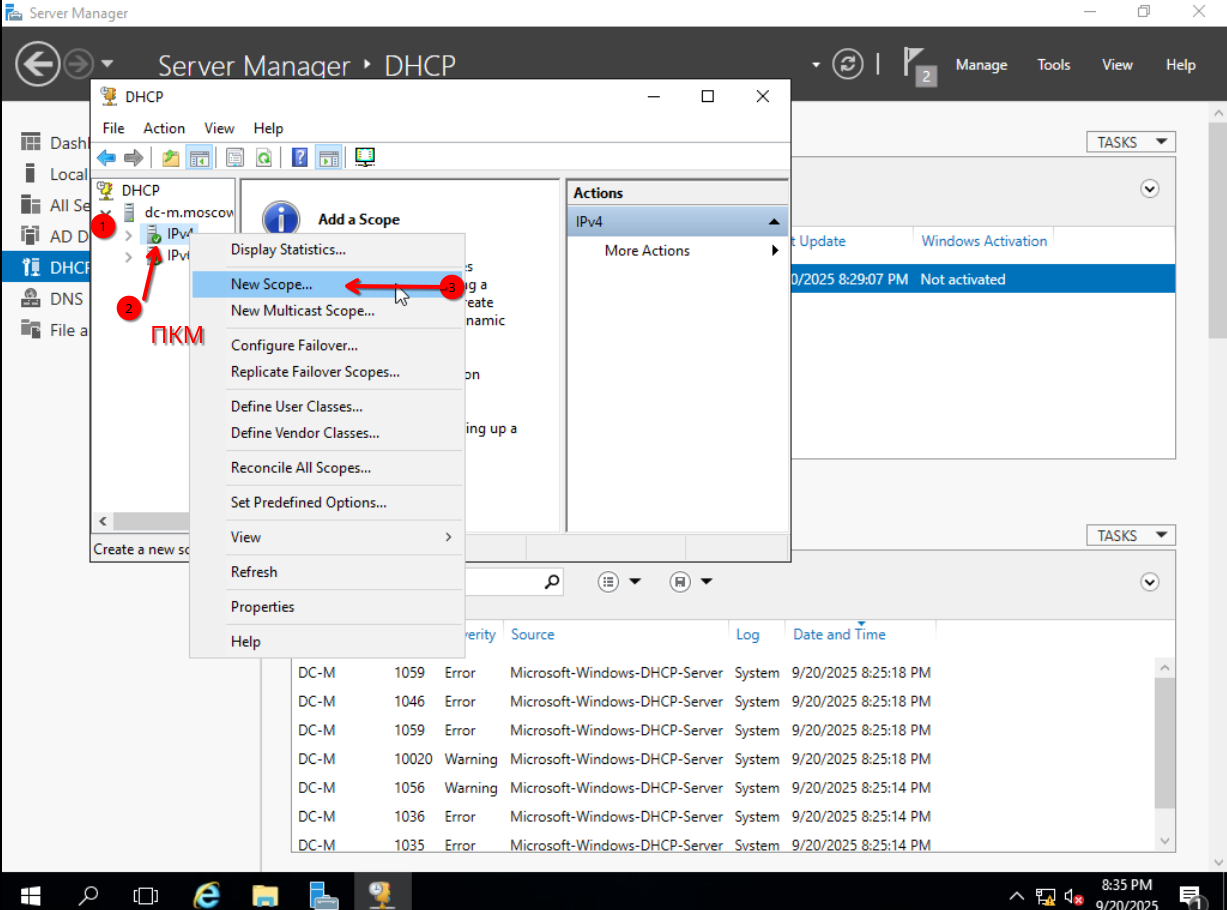 Server Manager
Server Manager ‣ DHCP
2
Manage Tools View Help
DHCP
File Action View Help
Dash
Local
All Se
AD D
DHCP
DNS
File a
DHCP
dc-m.moscow
1
IPv4
IPv
2
ПКМ
Add a Scope
es
g a
reate
namic
on
ing up a
Display Statistics...
New Scope...
3
New Multicast Scope...
Configure Failover...
Replicate Failover Scopes...
Define User Classes...
Define Vendor Classes...
Reconcile All Scopes...
Set Predefined Options...
View
Refresh
Properties
Help
Create a new sc
Actions
IPv4
More Actions
TASKS
t Update Windows Activation
0/2025 8:29:07 PM Not activated
TASKS
verity Source Log Date and Time
DC-M 1059 Error Microsoft-Windows-DHCP-Server System 9/20/2025 8:25:18 PM
DC-M 1046 Error Microsoft-Windows-DHCP-Server System 9/20/2025 8:25:18 PM
DC-M 1059 Error Microsoft-Windows-DHCP-Server System 9/20/2025 8:25:18 PM
DC-M 10020 Warning Microsoft-Windows-DHCP-Server System 9/20/2025 8:25:18 PM
DC-M 1056 Warning Microsoft-Windows-DHCP-Server System 9/20/2025 8:25:14 PM
DC-M 1036 Error Microsoft-Windows-DHCP-Server System 9/20/2025 8:25:14 PM
DC-M 1035 Error Microsoft-Windows-DHCP-Server System 9/20/2025 8:25:14 PM
8:35 PM
9/20/2025
1